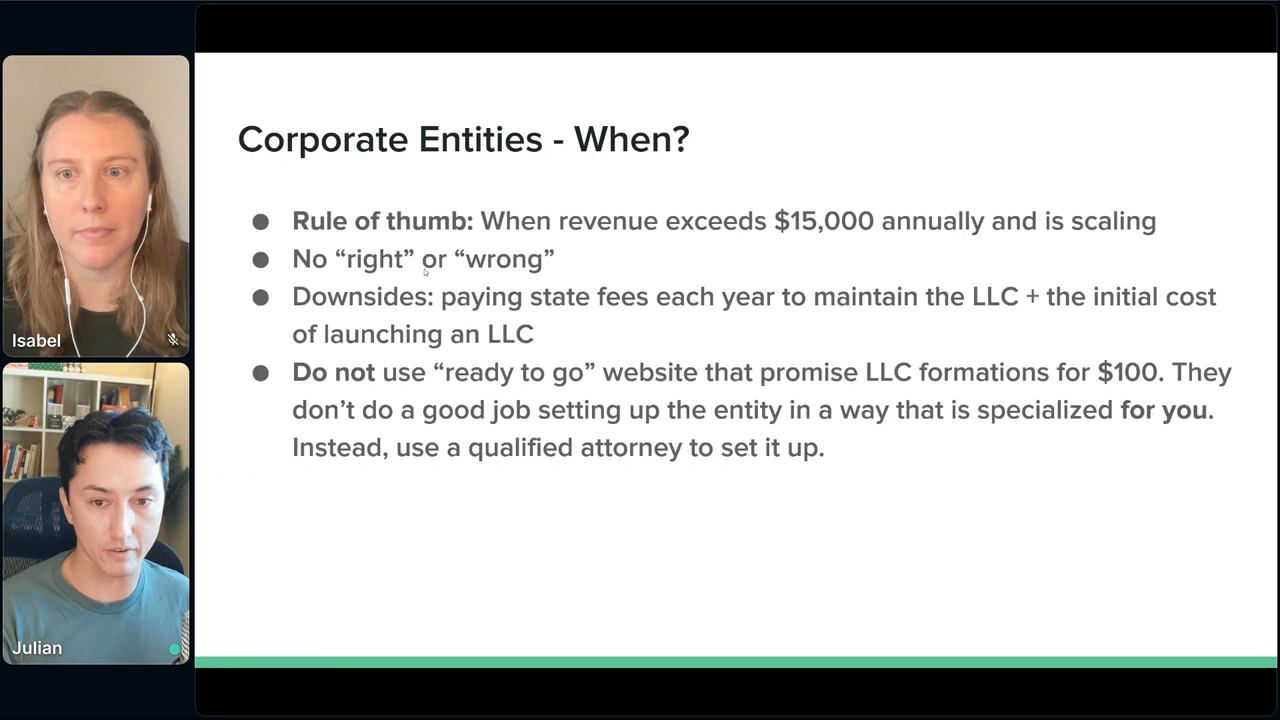 Corporate Entities - When?
● Rule of thumb: When revenue exceeds $15,000 annually and is scaling
● No “right” or “wrong”
● Downsides: paying state fees each year to maintain the LLC + the initial cost
of launching an LLC
● Do not use “ready to go” website that promise LLC formations for $100. They
don’t do a good job setting up the entity in a way that is specialized for you.
Instead, use a qualified attorney to set it up.
Isabel
Julian